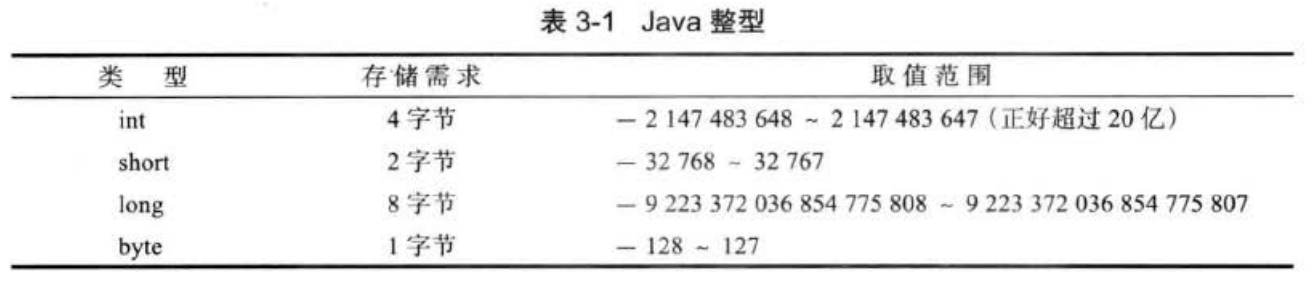 表 3-1 Java 整型
类 型 存储需求 取值范围
int 4 字节 — 2 147 483 648 ~ 2 147 483 647（正好超过 20 亿）
short 2 字节 — 32 768 ~ 32 767
long 8 字节 — 9 223 372 036 854 775 808 ~ 9 223 372 036 854 775 807
byte 1 字节 — 128 ~ 127